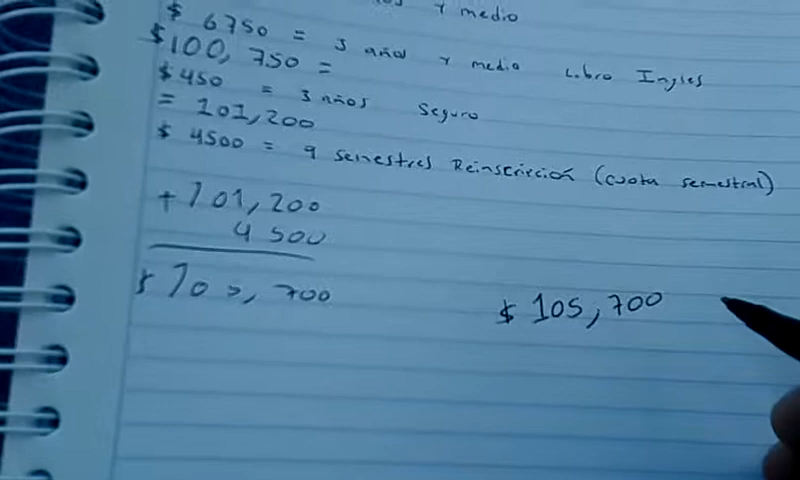 Y medio
$ 6750 = 3 años y medio Libro Ingles
$100,750 =
$450 = 3 años seguro
= 101,200
$ 4500 = 9 semestres Reinscripción (cuota semestral)
+ 101,200
4 500
$ 105,700
$ 105,700